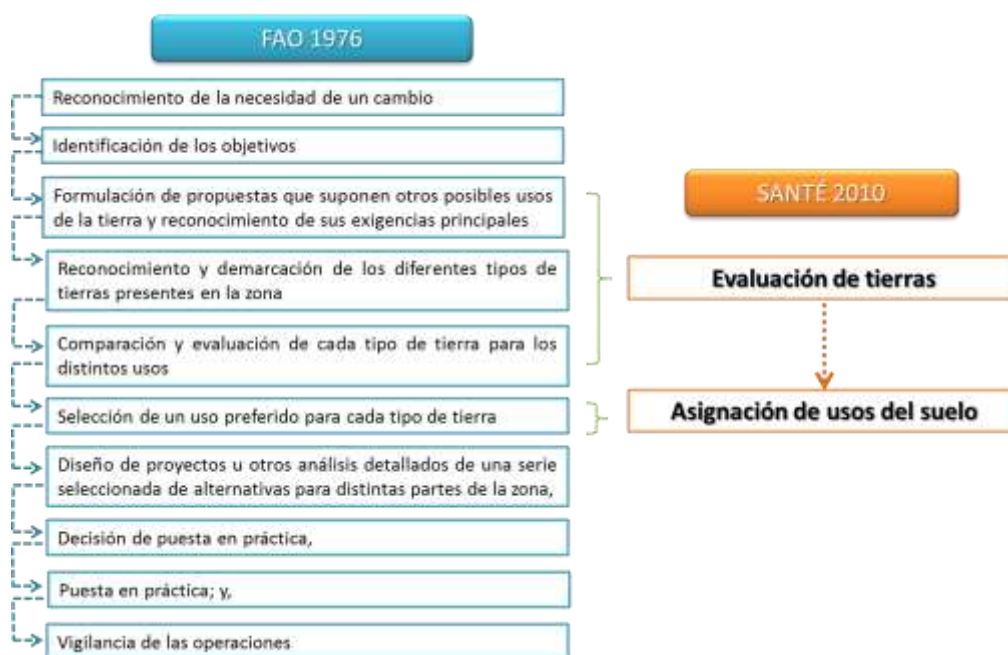 FAO 1976
Reconocimiento de la necesidad de un cambio
Identificación de los objetivos
Formulación de propuestas que suponen otros posibles usos
de la tierra y reconocimiento de sus exigencias principales
Reconocimiento y demarcación de los diferentes tipos de
tierras presentes en la zona
Comparación y evaluación de cada tipo de tierra para los
distintos usos
Selección de un uso preferido para cada tipo de tierra
Diseño de proyectos u otros análisis detallados de una serie
seleccionada de alternativas para distintas partes de la zona,
Decisión de puesta en práctica,
Puesta en práctica; y,
Vigilancia de las operaciones
SANTÉ 2010
Evaluación de tierras
Asignación de usos del suelo